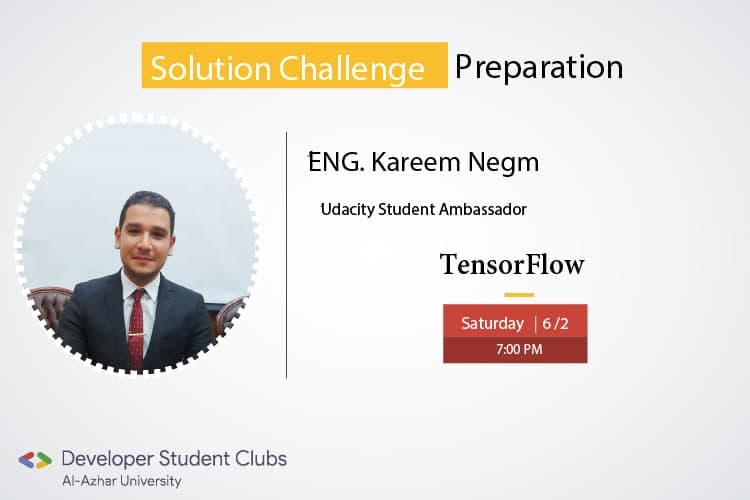 Solution Challenge Preparation
ENG. Kareem Negm
Udacity Student Ambassador
TensorFlow
Saturday | 6 /2
7:00 PM
Developer Student Clubs
Al-Azhar University